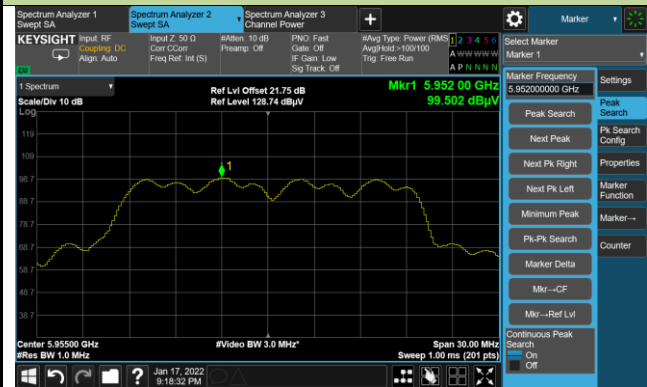 Spectrum Analyzer 1
Swept SA
Spectrum Analyzer 2
Swept SA
Spectrum Analyzer 3
Channel Power
+
Marker
KEYSIGHT
Input: RF
Coupling: DC
Align: Auto
Input Z: 50 Ω
Corr CCorr
Freq Ref: Int (S)
#Atten: 10 dB
Preamp: Off
PNO: Fast
Gate: Off
IF Gain: Low
Sig Track: Off
#Avg Type: Power (RMS
Avg|Hold:>100/100
Trig: Free Run
1 2 3 4 5 6
A W W W W W
A P N N N N
Select Marker
Marker 1
1 Spectrum
Scale/Div 10 dB
Log
Ref Lvl Offset 21.75 dB
Ref Level 128.74 dBµV
Mkr1 5.952 00 GHz
99.502 dBµV
119
109
98.7
88.7
78.7
68.7
58.7
48.7
38.7
1
Center 5.95500 GHz
#Res BW 1.0 MHz
#Video BW 3.0 MHz*
Span 30.00 MHz
Sweep 1.00 ms (201 pts)
Marker Frequency
5.952000000 GHz
Peak Search
Next Peak
Next Pk Right
Next Pk Left
Minimum Peak
Pk-Pk Search
Marker Delta
Mkr→CF
Mkr→Ref Lvl
Continuous Peak
Search
On
Off
Settings
Peak
Search
Pk Search
Config
Properties
Marker
Function
Marker→
Counter
?
Jan 17, 2022
9:18:32 PM